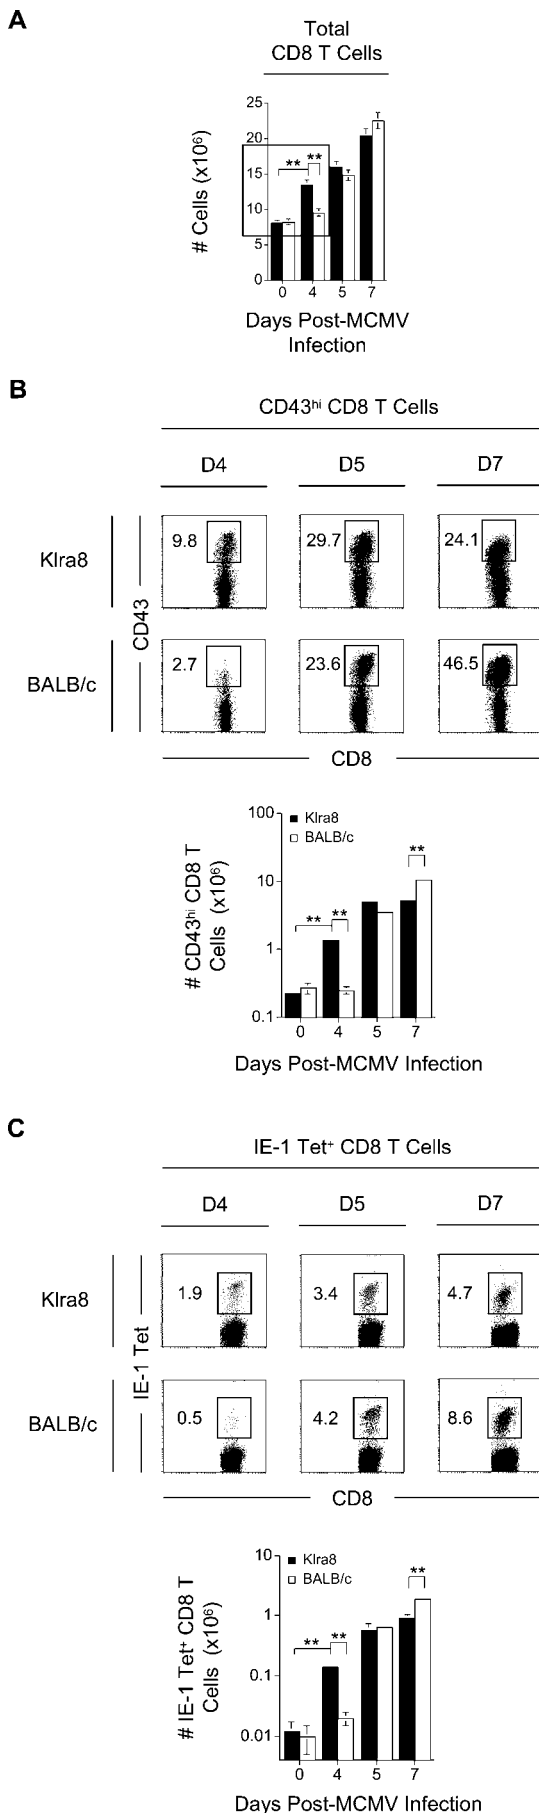 A
Total
CD8 T Cells
# Cells (x10⁶)
25
20
15
10
5
0
** **
0 4 5 7
Days Post-MCMV
Infection
B
CD43ʰⁱ CD8 T Cells
D4 D5 D7
Klra8
9.8 29.7 24.1
CD43
BALB/c
2.7 23.6 46.5
CD8
# CD43ʰⁱ CD8 T
Cells (x10⁶)
100
10
1
0.1
Klra8
BALB/c
** ** **
0 4 5 7
Days Post-MCMV Infection
C
IE-1 Tet⁺ CD8 T Cells
D4 D5 D7
Klra8
1.9 3.4 4.7
IE-1 Tet
BALB/c
0.5 4.2 8.6
CD8
# IE-1 Tet⁺ CD8 T
Cells (x10⁶)
10
1
0.1
0.01
Klra8
BALB/c
** ** **
0 4 5 7
Days Post-MCMV Infection